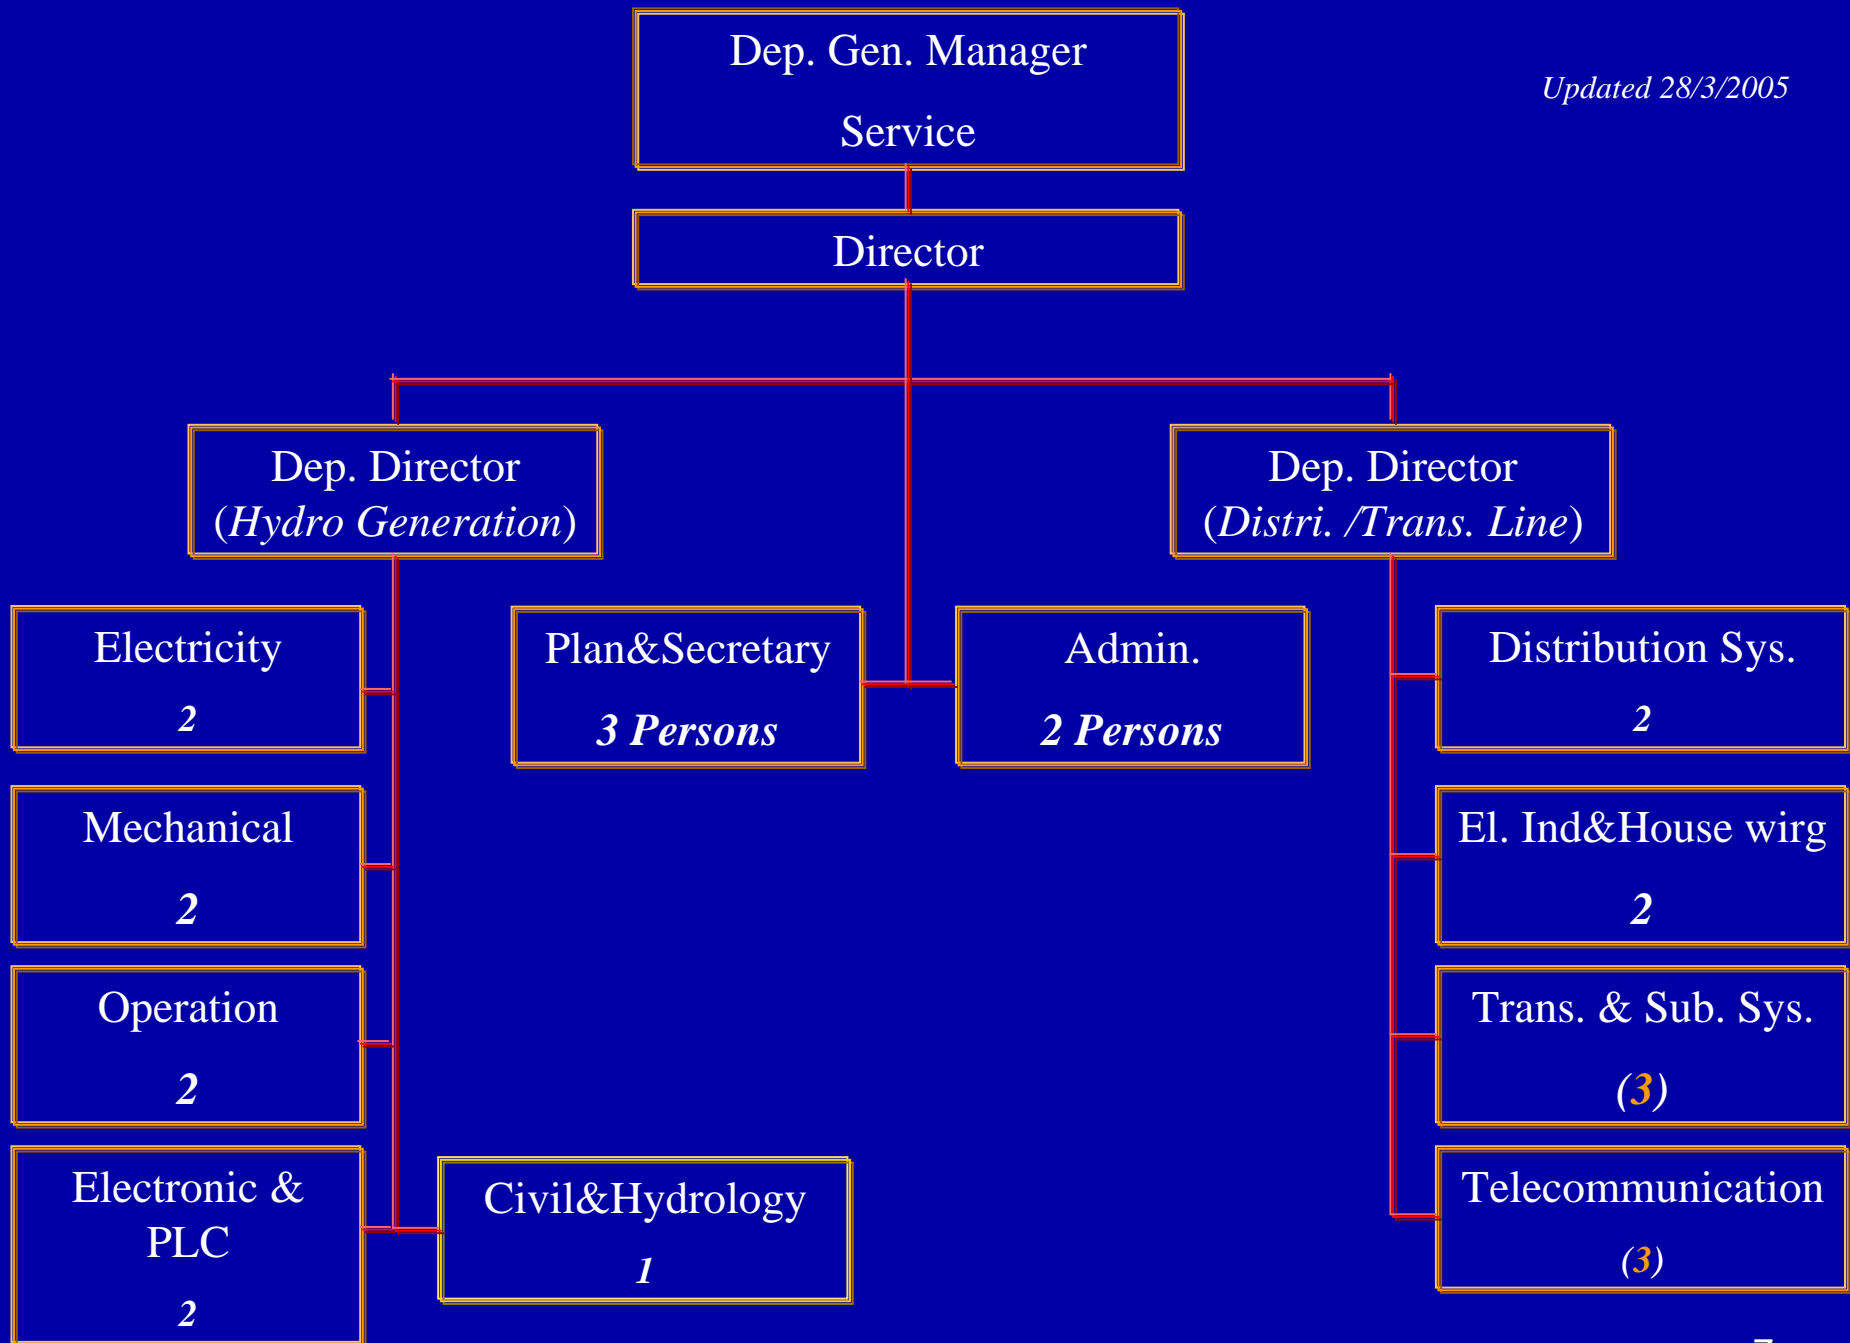 Dep. Gen. Manager
Service
Updated 28/3/2005
Director
Dep. Director
(Hydro Generation)
Dep. Director
(Distri. /Trans. Line)
Electricity
2
Plan&Secretary
3 Persons
Admin.
2 Persons
Distribution Sys.
2
Mechanical
2
El. Ind&House wirg
2
Operation
2
Trans. & Sub. Sys.
(3)
Electronic &
PLC
2
Civil&Hydrology
1
Telecommunication
(3)